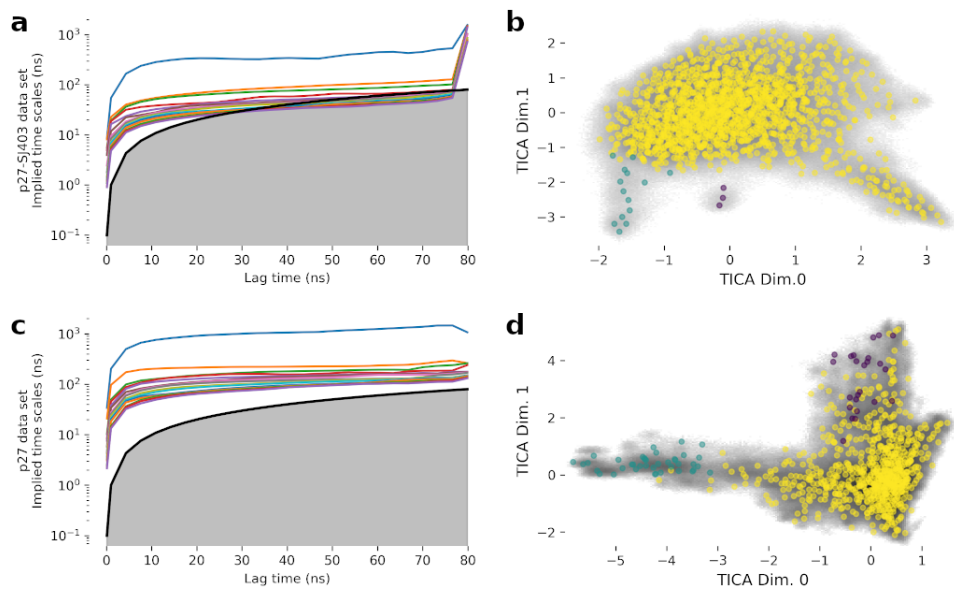 a
p27-SJ403 data set
Implied time scales (ns)
10³
10²
10¹
10⁰
10⁻¹
0 10 20 30 40 50 60 70 80
Lag time (ns)
b
TICA Dim.1
2
1
0
−1
−2
−3
−2 −1 0 1 2 3
TICA Dim.0
c
p27 data set
Implied time scales (ns)
10³
10²
10¹
10⁰
10⁻¹
0 10 20 30 40 50 60 70 80
Lag time (ns)
d
TICA Dim. 1
4
2
0
−2
−5 −4 −3 −2 −1 0 1
TICA Dim. 0